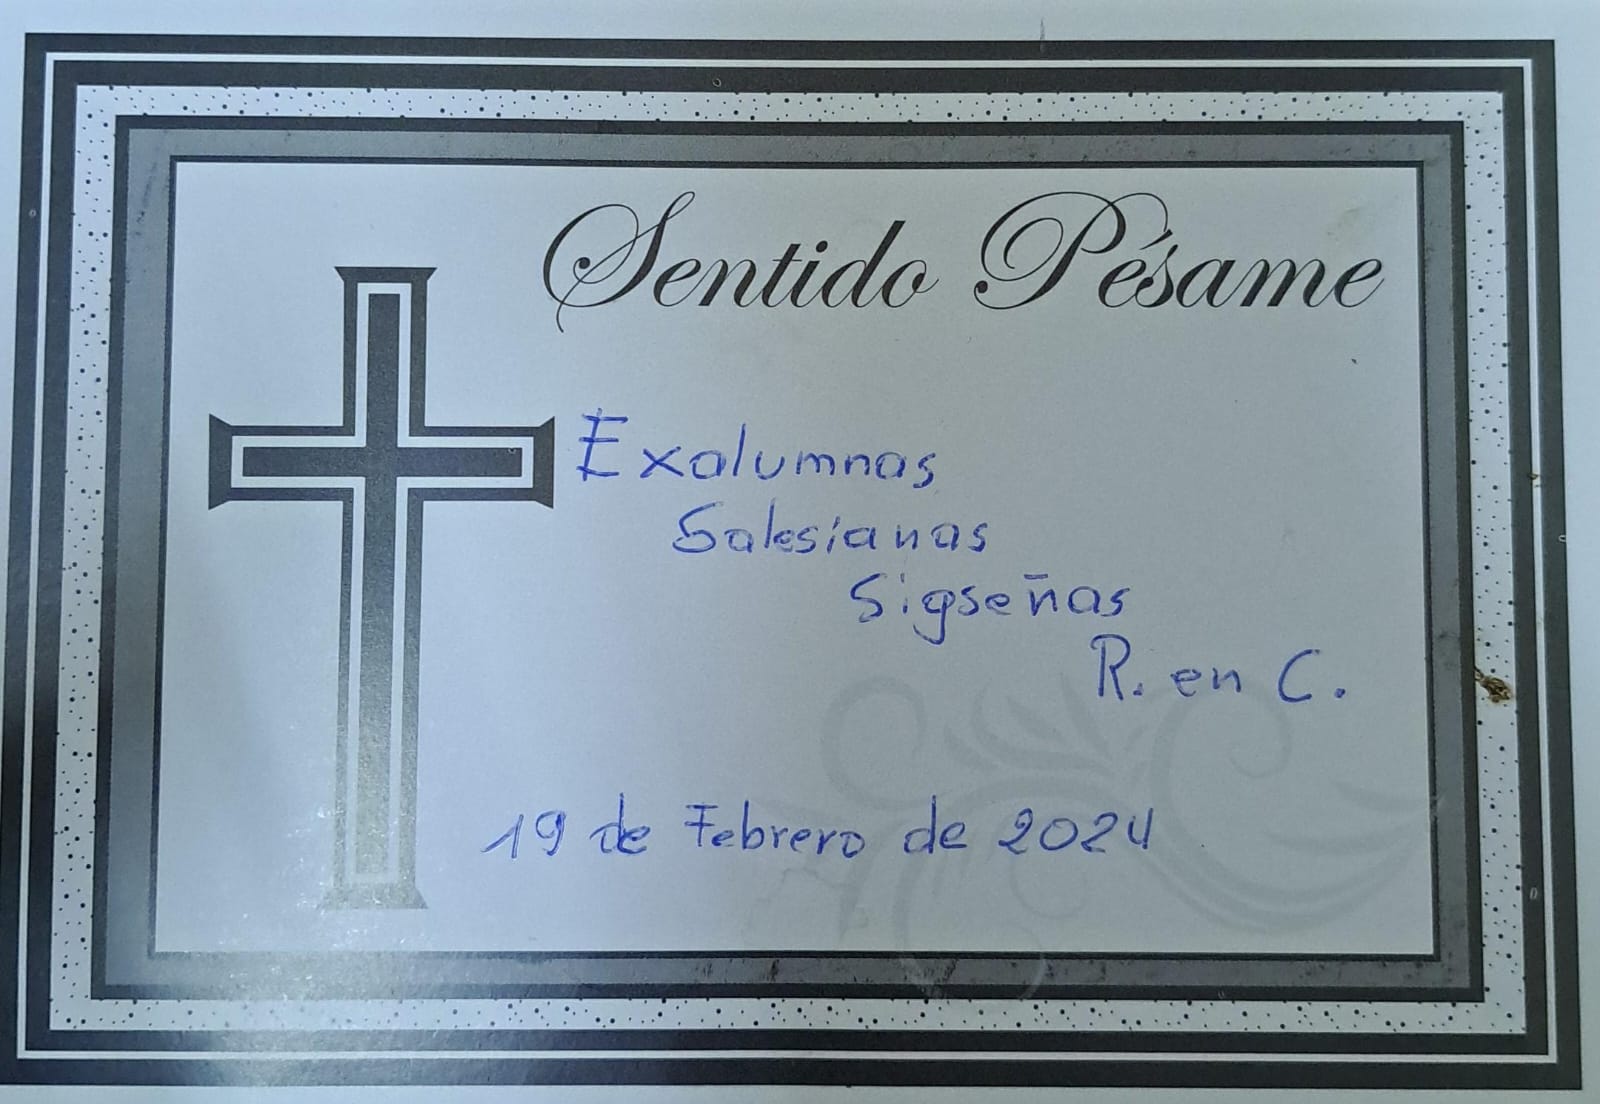 Sentido Pésame
Exalumnas
Salesianas
Sigseñas
R. en C.
19 de Febrero de 2024